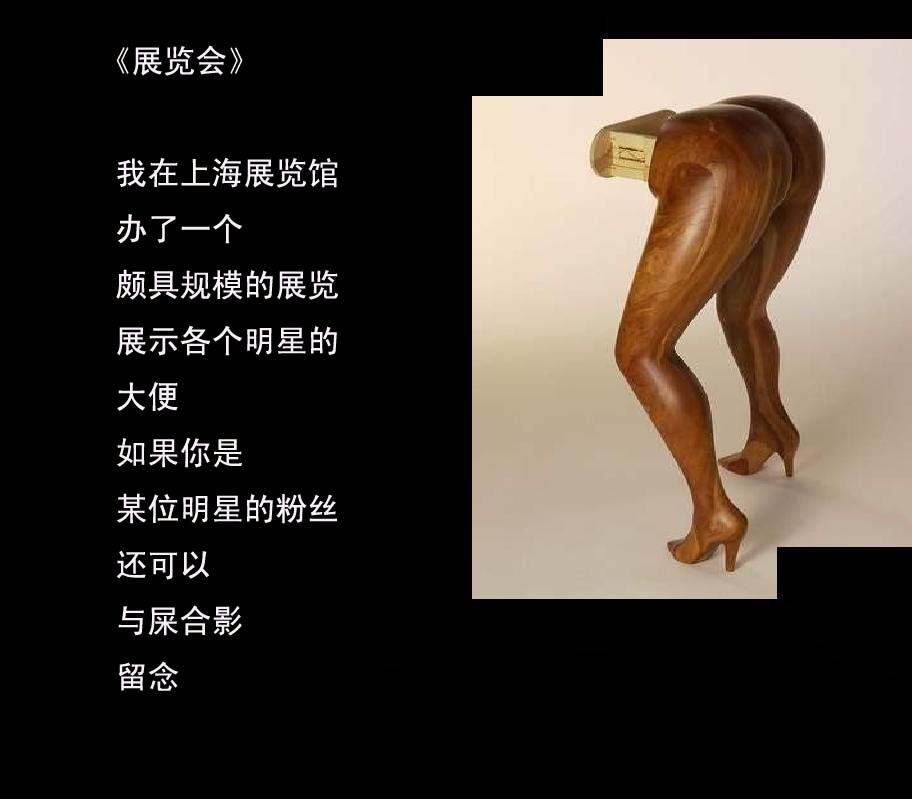 《展览会》
我在上海展览馆
办了一个
颇具规模的展览
展示各个明星的
大便
如果你是
某位明星的粉丝
还可以
与屎合影
留念